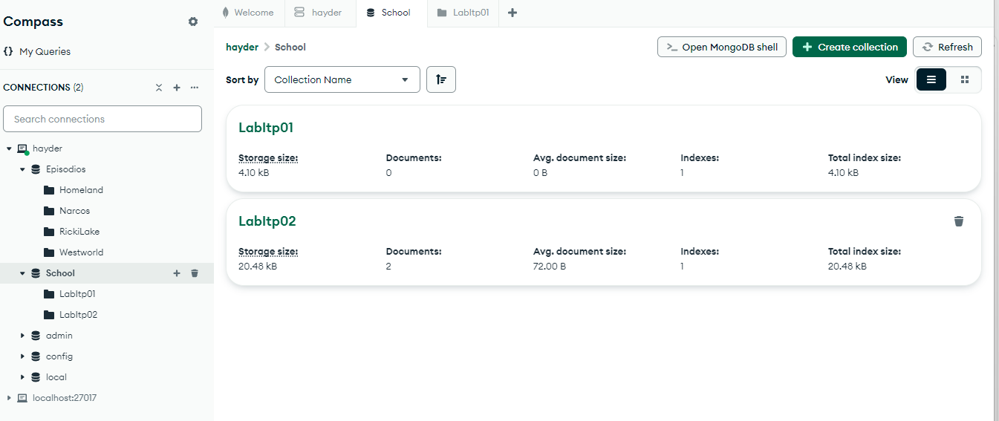 Compass
My Queries
CONNECTIONS (2)
Search connections
hayder
Episodios
Homeland
Narcos
RickiLake
Westworld
School
LabItp01
LabItp02
admin
config
local
localhost:27017
Welcome
hayder
School
LabItp01
hayder > School
>_ Open MongoDB shell
+ Create collection
Refresh
Sort by
Collection Name
View
LabItp01
Storage size: Documents: Avg. document size: Indexes: Total index size:
4.10 kB 0 0 B 1 4.10 kB
LabItp02
Storage size: Documents: Avg. document size: Indexes: Total index size:
20.48 kB 2 72.00 B 1 20.48 kB